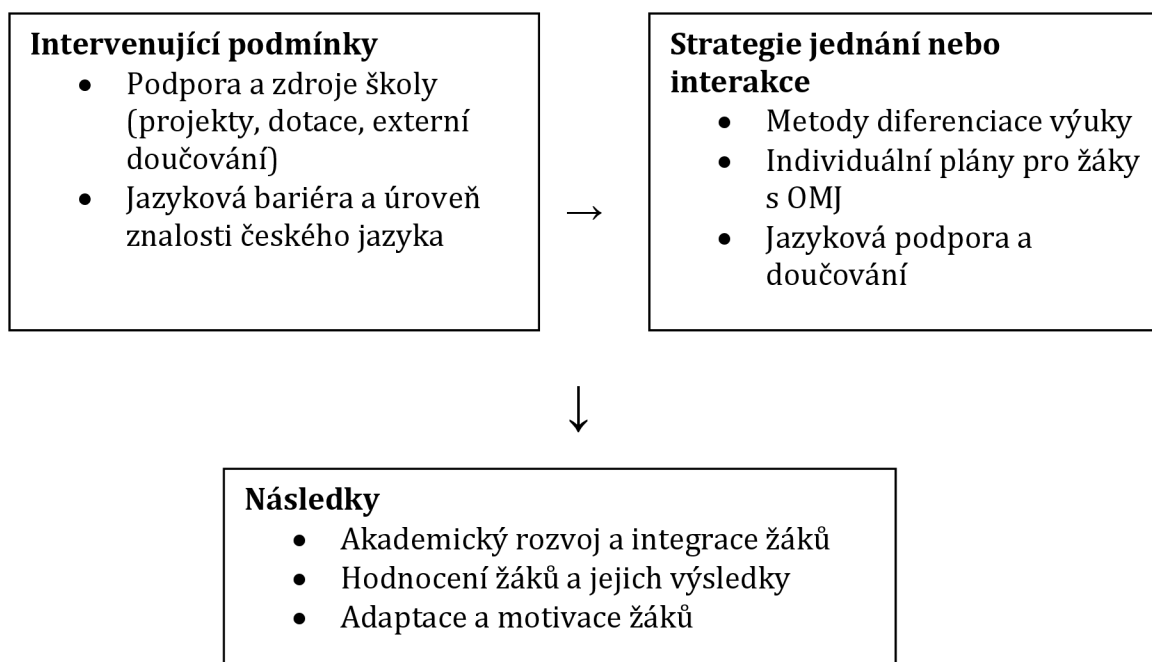 Intervenující podmínky
• Podpora a zdroje školy
(projekty, dotace, externí
doučování)
• Jazyková bariéra a úroveň
znalosti českého jazyka
→
Strategie jednání nebo
interakce
• Metody diferenciace výuky
• Individuální plány pro žáky
s OMJ
• Jazyková podpora a
doučování
↓
Následky
• Akademický rozvoj a integrace žáků
• Hodnocení žáků a jejich výsledky
• Adaptace a motivace žáků